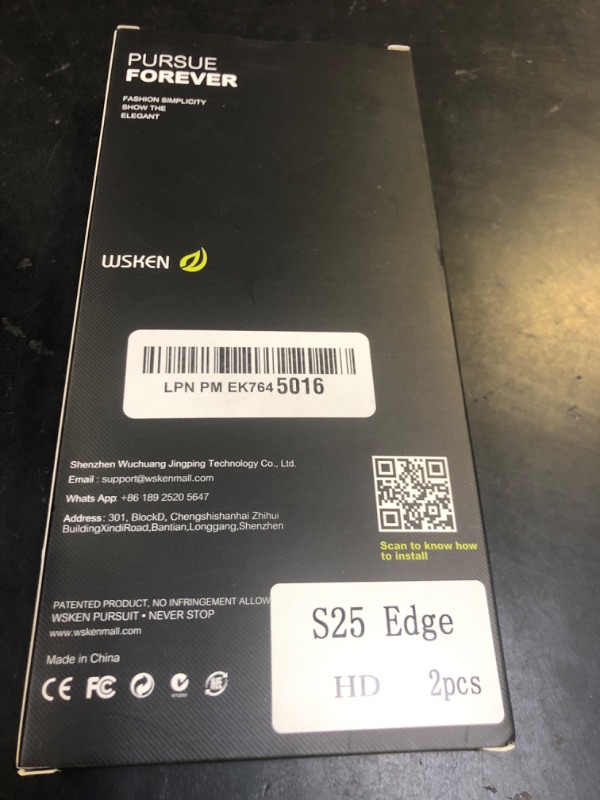 PURSUE
FOREVER
FASHION SIMPLICITY
SHOW THE
ELEGANT
WSKEN
LPN PM EK764 5016
Shenzhen Wuchuang Jingping Technology Co., Ltd.
Email : support@wskenmall.com
Whats App: +86 189 2520 5647
Address: 301, BlockD, Chengshishanhai Zhihui
BuildingXindiRoad,Bantian,Longgang,Shenzhen
Scan to know how
to install
PATENTED PRODUCT, NO INFRINGEMENT ALLOW
WSKEN PURSUIT • NEVER STOP
www.wskenmall.com
Made in China
CE FC
S25 Edge
HD 2pcs